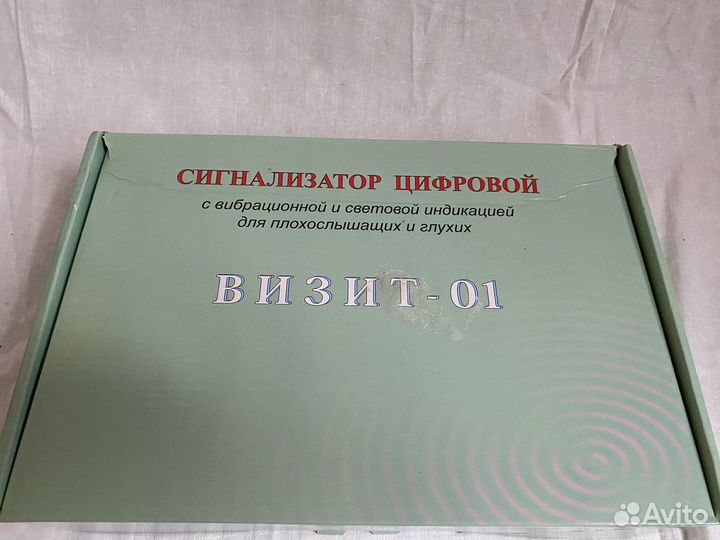 СИГНАЛИЗАТОР ЦИФРОВОЙ
с вибрационной и световой индикацией
для плохослышащих и глухих
ВИЗИТ-01
Avito